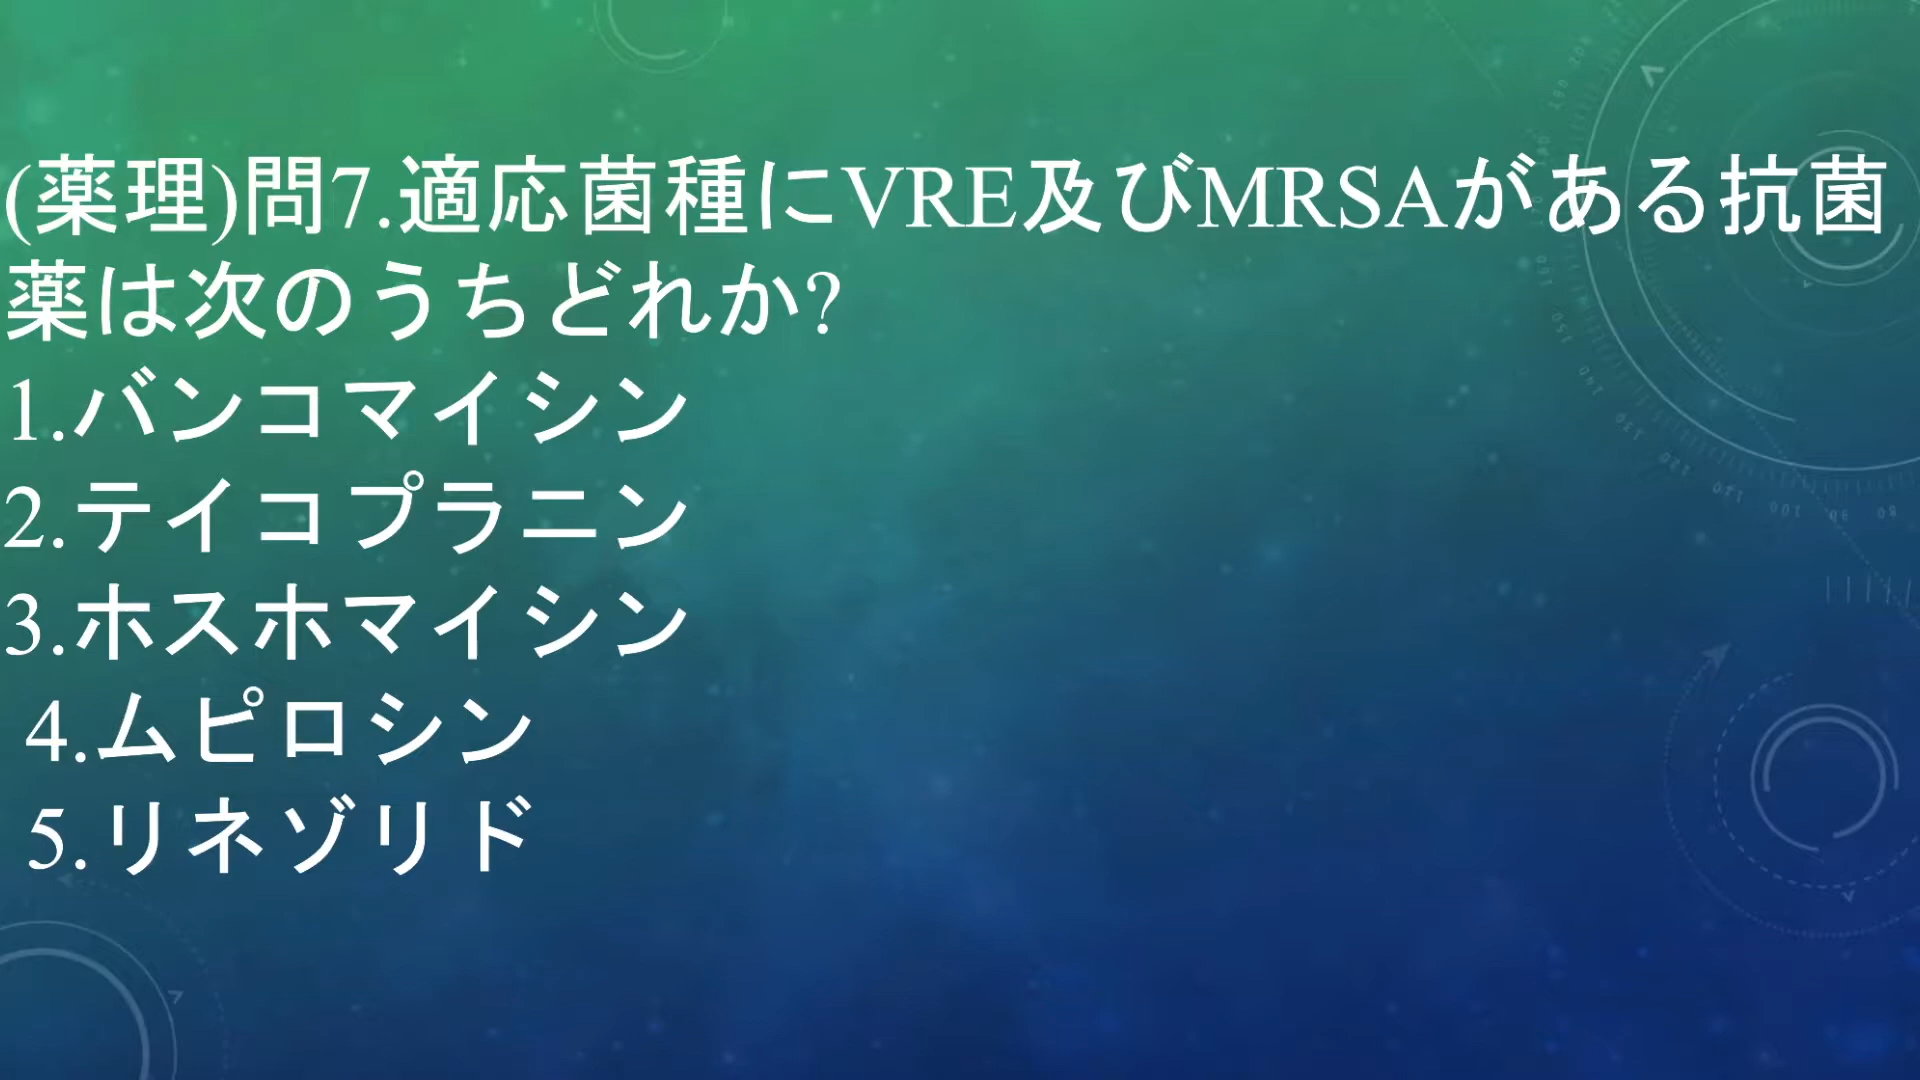 (薬理)問7.適応菌種にVRE及びMRSAがある抗菌
薬は次のうちどれか?
1.バンコマイシン
2.テイコプラニン
3.ホスホマイシン
4.ムピロシン
5.リネゾリド